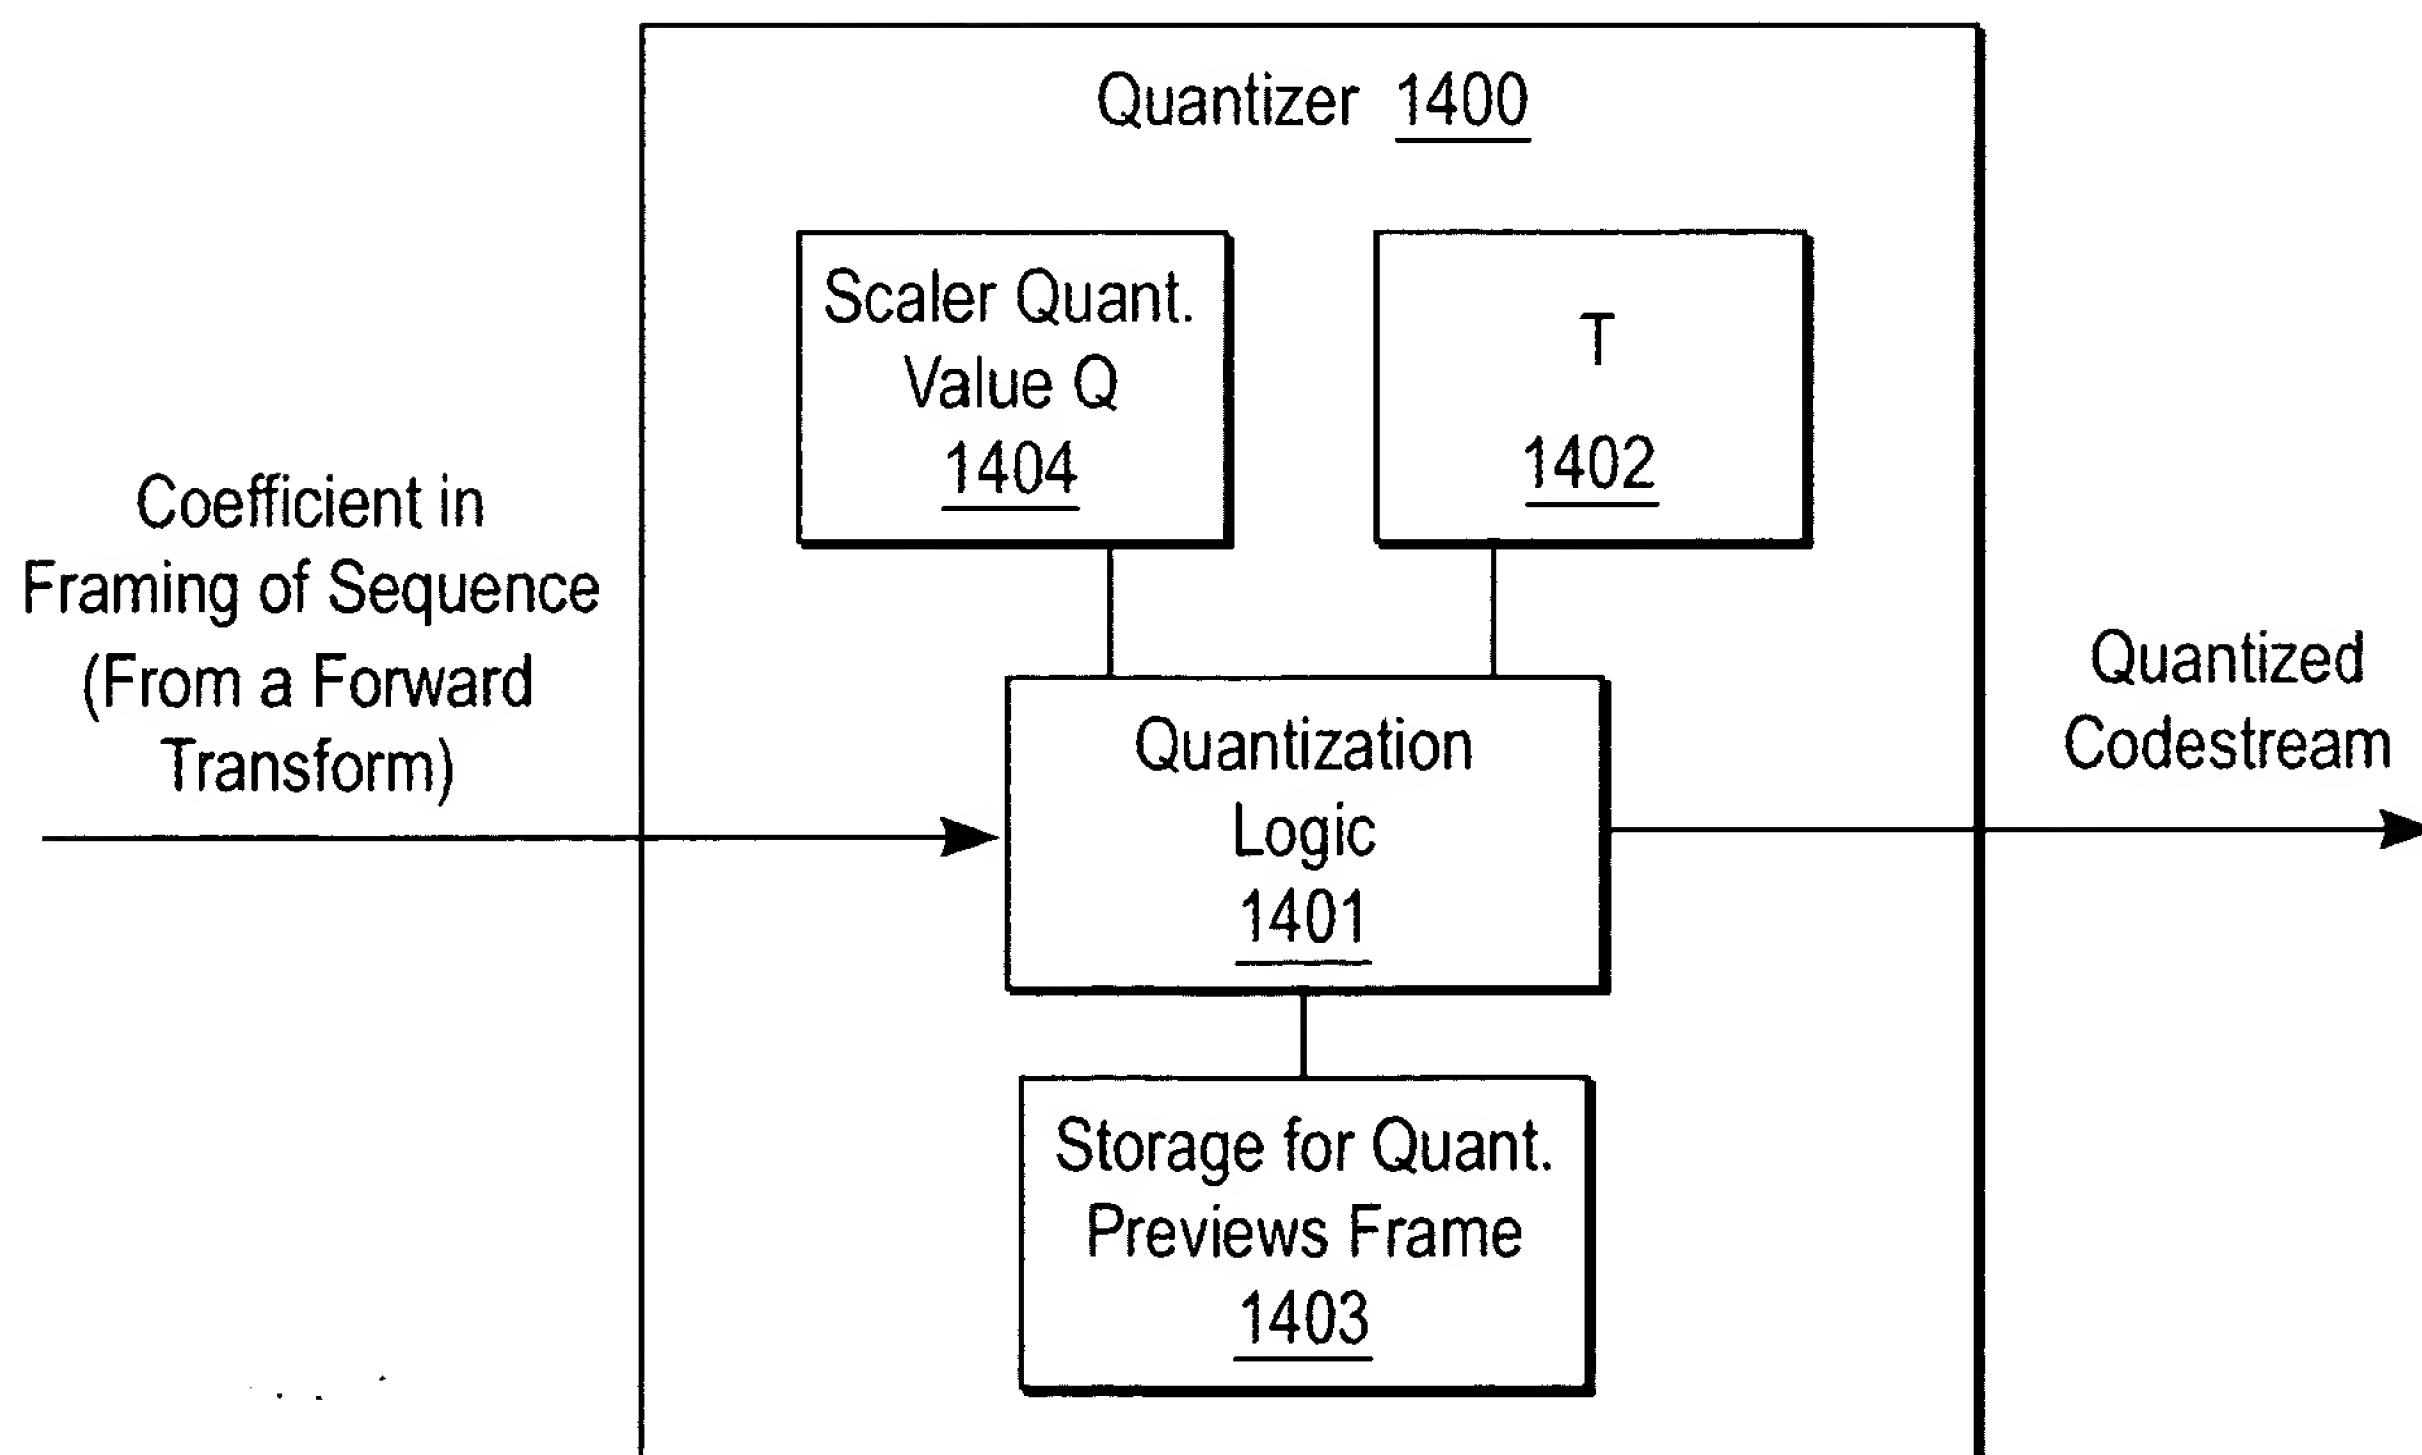 Quantizer 1400
Scaler Quant.
Value Q
1404
T
1402
Coefficient in
Framing of Sequence
(From a Forward
Transform)
Quantization
Logic
1401
Quantized
Codestream
Storage for Quant.
Previews Frame
1403